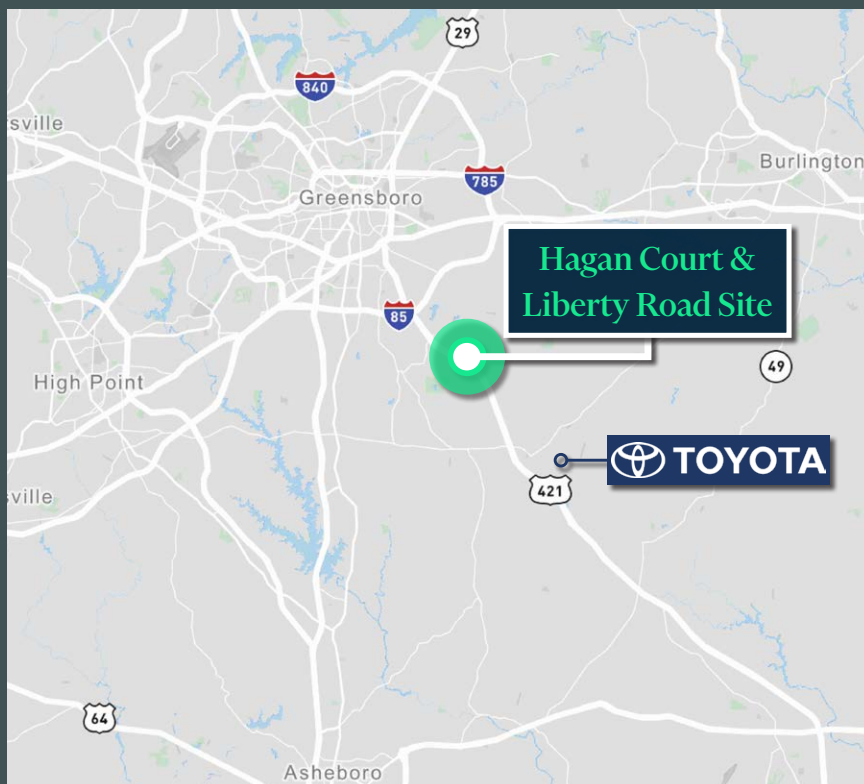 29
840
rsville
Burlington
785
Greensboro
Hagan Court &
Liberty Road Site
85
High Point
49
TOYOTA
sville
421
64
Asheboro